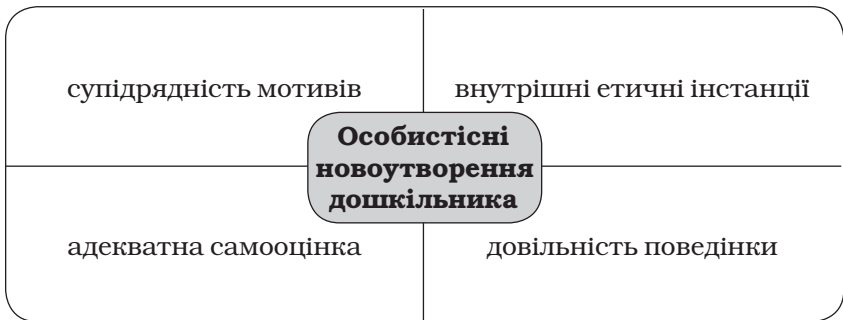 супідрядність мотивів
внутрішні етичні інстанції
Особистісні
новоутворення
дошкільника
адекватна самооцінка
довільність поведінки